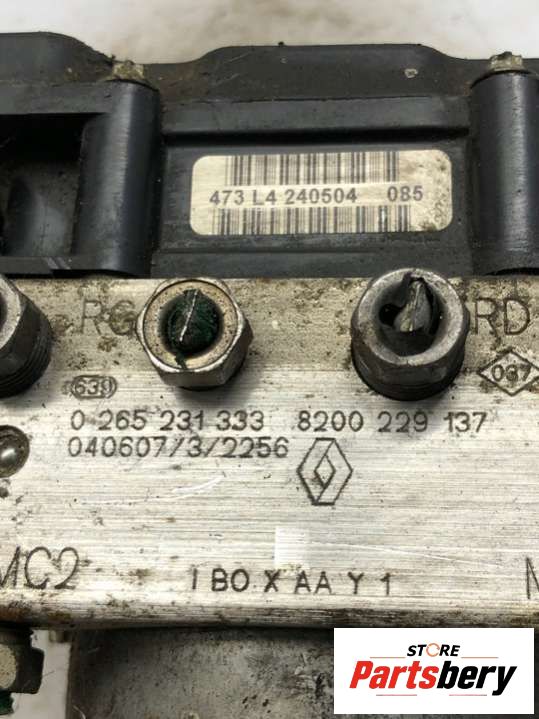 473 L4 240504 085
RG
RD
539
037
0 265 231 333 8200 229 137
040607/3/2256
MC2
1 BO X AA Y 1
M
STORE
Partsbery